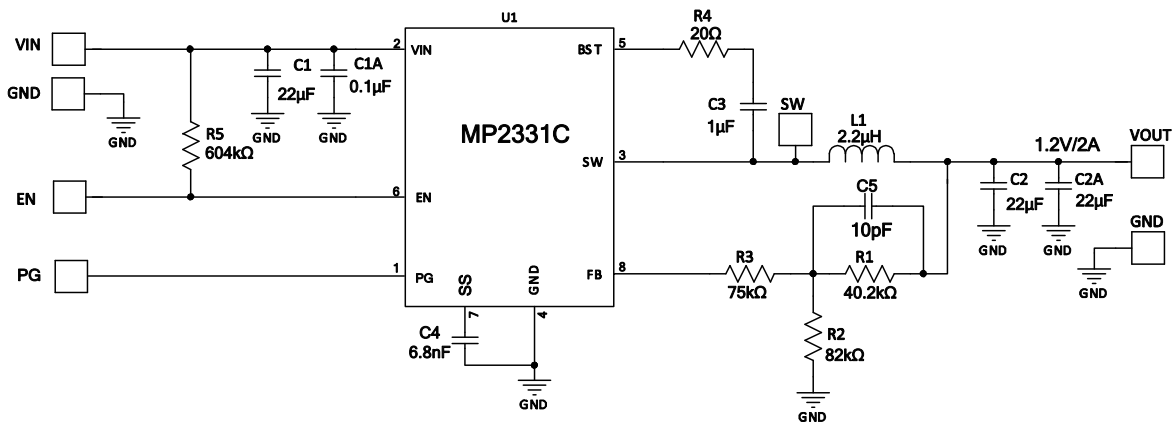 U1
VIN
GND
GND
R5
604kΩ
C1
22µF
GND
C1A
0.1µF
GND
2
VIN
MP2331C
BST
5
R4
20Ω
C3
1µF
SW
SW
3
L1
2.2µH
1.2V/2A
VOUT
C2
22µF
GND
C2A
22µF
GND
GND
GND
EN
6
EN
PG
1
PG
SS
7
GND
4
C4
6.8nF
GND
FB
8
R3
75kΩ
C5
10pF
R1
40.2kΩ
R2
82kΩ
GND